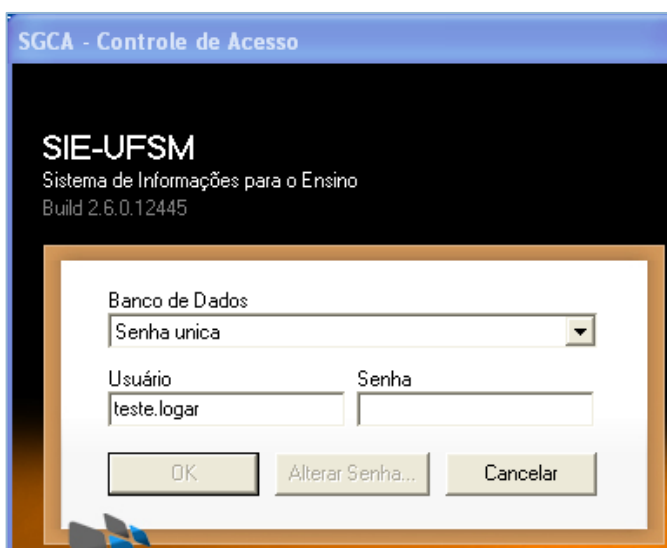 SGCA - Controle de Acesso
SIE-UFSM
Sistema de Informações para o Ensino
Build 2.6.0.12445
Banco de Dados
Senha unica
Usuário Senha
teste.logar
OK Alterar Senha... Cancelar